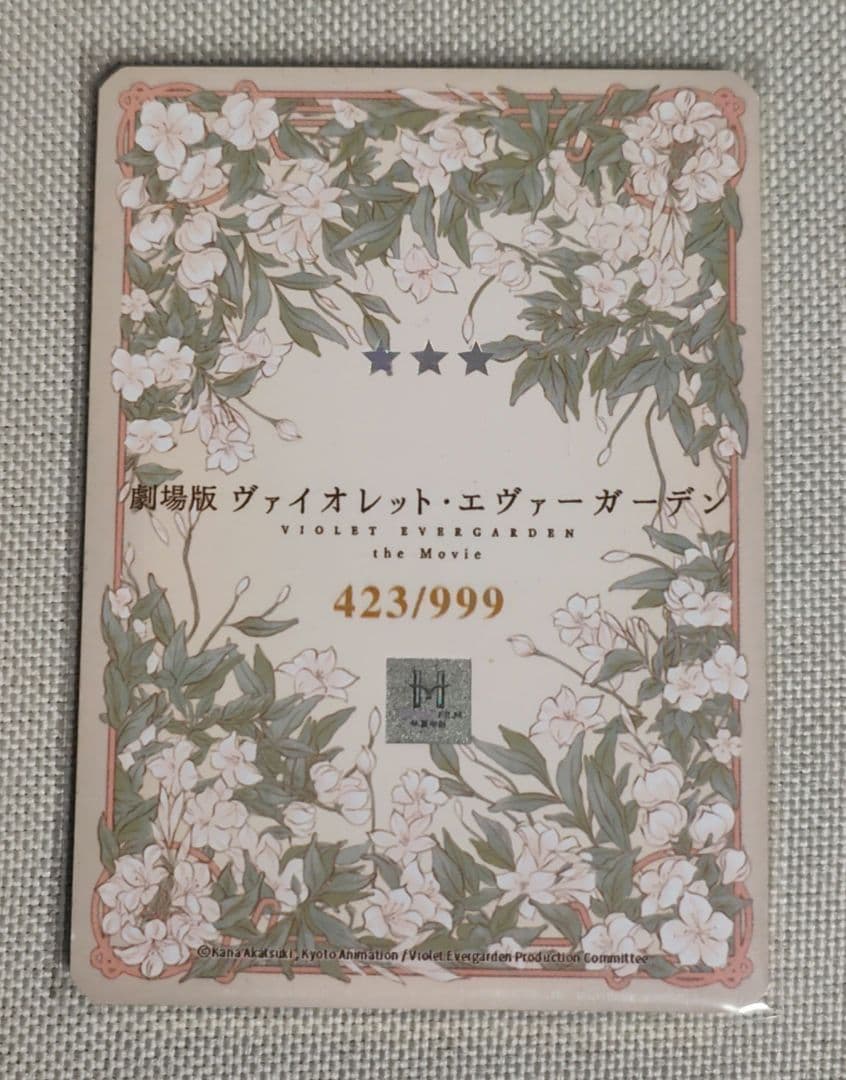 劇場版 ヴァイオレット・エヴァーガーデン
VIOLET EVERGARDEN
the Movie
423/999
FILM
©Kana Akatsuki, Kyoto Animation / Violet Evergarden Production Committee